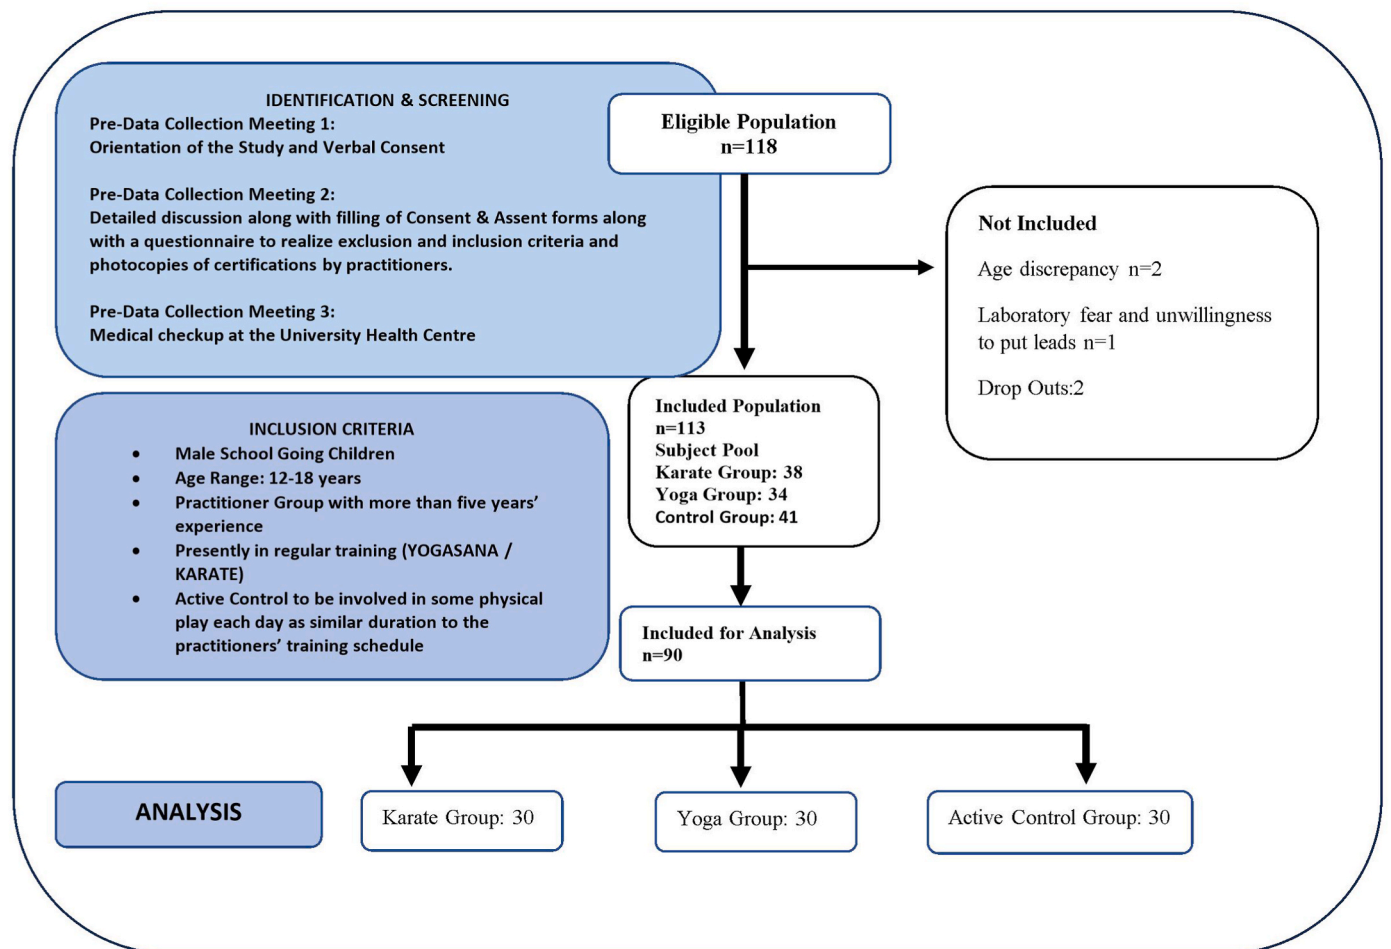 IDENTIFICATION & SCREENING
Pre-Data Collection Meeting 1:
Orientation of the Study and Verbal Consent
Pre-Data Collection Meeting 2:
Detailed discussion along with filling of Consent & Assent forms along
with a questionnaire to realize exclusion and inclusion criteria and
photocopies of certifications by practitioners.
Pre-Data Collection Meeting 3:
Medical checkup at the University Health Centre
Eligible Population
n=118
Not Included
Age discrepancy n=2
Laboratory fear and unwillingness
to put leads n=1
Drop Outs:2
INCLUSION CRITERIA
• Male School Going Children
• Age Range: 12-18 years
• Practitioner Group with more than five years’
experience
• Presently in regular training (YOGASANA /
KARATE)
• Active Control to be involved in some physical
play each day as similar duration to the
practitioners’ training schedule
Included Population
n=113
Subject Pool
Karate Group: 38
Yoga Group: 34
Control Group: 41
Included for Analysis
n=90
ANALYSIS
Karate Group: 30
Yoga Group: 30
Active Control Group: 30